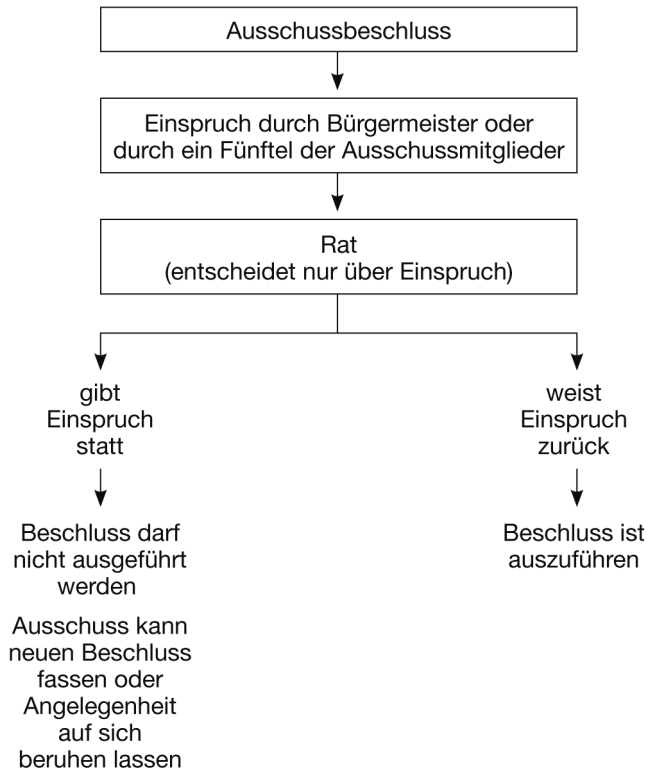 Ausschussbeschluss
Einspruch durch Bürgermeister oder
durch ein Fünftel der Ausschussmitglieder
Rat
(entscheidet nur über Einspruch)
gibt
Einspruch
statt
weist
Einspruch
zurück
Beschluss darf
nicht ausgeführt
werden
Beschluss ist
auszuführen
Ausschuss kann
neuen Beschluss
fassen oder
Angelegenheit
auf sich
beruhen lassen